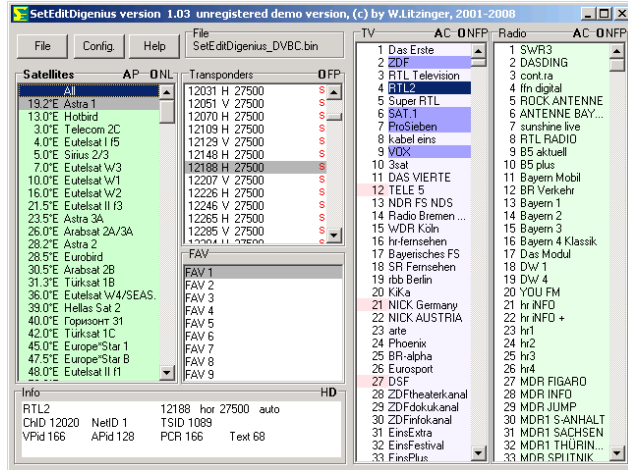 SetEditDigenius version 1.03 unregistered demo version, (c) by W.Litzinger, 2001-2008
File Config. Help
File
SetEditDigenius_DVBC.bin
Satellites AP ONL
All
19.2°E Astra 1
13.0°E Hotbird
3.0°E Telecom 2C
4.0°E Eutelsat I f5
5.0°E Sirius 2/3
7.0°E Eutelsat W3
10.0°E Eutelsat W1
16.0°E Eutelsat W2
21.5°E Eutelsat II f3
23.5°E Astra 3A
26.0°E Arabsat 2A/3A
28.2°E Astra 2
28.5°E Eurobird
30.5°E Arabsat 2B
31.3°E Türksat 1B
36.0°E Eutelsat W4/SEAS.
39.0°E Hellas Sat 2
40.0°E Горизонт 31
42.0°E Türksat 1C
45.0°E Europe*Star 1
47.5°E Europe*Star B
48.0°E Eutelsat II f1
Transponders OFP
12031 H 27500 S
12051 V 27500 S
12070 H 27500 S
12109 H 27500 S
12129 V 27500 S
12148 H 27500 S
12188 H 27500 S
12207 V 27500 S
12226 H 27500 S
12246 V 27500 S
12265 H 27500 S
12285 V 27500 S
12284 H 27500 S
FAV
FAV 1
FAV 2
FAV 3
FAV 4
FAV 5
FAV 6
FAV 7
FAV 8
FAV 9
Info HD
RTL2 12188 hor 27500 auto
ChID 12020 NetID 1 TSID 1089
VPid 166 APid 128 PCR 166 Text 68
TV AC ONFP
1 Das Erste
2 ZDF
3 RTL Television
4 RTL2
5 Super RTL
6 SAT.1
7 ProSieben
8 kabel eins
9 VOX
10 3sat
11 DAS VIERTE
12 TELE 5
13 NDR FS NDS
14 Radio Bremen ...
15 WDR Köln
16 hr-fernsehen
17 Bayerisches FS
18 SR Fernsehen
19 rbb Berlin
20 KiKa
21 NICK Germany
22 NICK AUSTRIA
23 arte
24 Phoenix
25 BR-alpha
26 Eurosport
27 DSF
28 ZDFtheaterkanal
29 ZDFdokukanal
30 ZDFinfokanal
31 EinsExtra
32 EinsFestival
33 EinsPlus
Radio AC ONFP
1 SWR3
2 DASDING
3 cont.ra
4 ffn digital
5 ROCK ANTENNE
6 ANTENNE BAY...
7 sunshine live
8 RTL RADIO
9 B5 aktuell
10 B5 plus
11 Bayern Mobil
12 BR Verkehr
13 Bayern 1
14 Bayern 2
15 Bayern 3
16 Bayern 4 Klassik
17 Das Modul
18 DW 1
19 DW 4
20 YOU FM
21 hr iNFO
22 hr iNFO +
23 hr1
24 hr2
25 hr3
26 hr4
27 MDR FIGARO
28 MDR INFO
29 MDR JUMP
30 MDR1 S-ANHALT
31 MDR1 SACHSEN
32 MDR1 THÜRIN...
33 MDR SPUTNIK